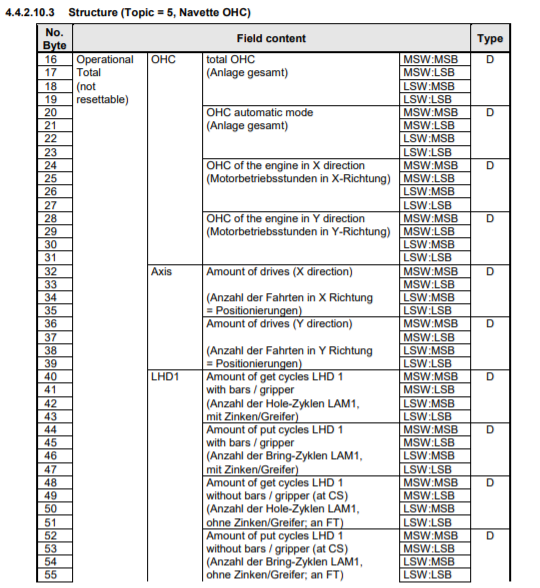 4.4.2.10.3 Structure (Topic = 5, Navette OHC)
No. Byte Field content Type
16 Operational OHC total OHC MSW:MSB D
17 Total (Anlage gesamt) MSW:LSB
18 (not LSW:MSB
19 resettable) LSW:LSB
20 OHC automatic mode MSW:MSB D
21 (Anlage gesamt) MSW:LSB
22 LSW:MSB
23 LSW:LSB
24 OHC of the engine in X direction MSW:MSB D
25 (Motorbetriebsstunden in X-Richtung) MSW:LSB
26 LSW:MSB
27 LSW:LSB
28 OHC of the engine in Y direction MSW:MSB D
29 (Motorbetriebsstunden in Y-Richtung) MSW:LSB
30 LSW:MSB
31 LSW:LSB
32 Axis Amount of drives (X direction) MSW:MSB D
33 MSW:LSB
34 (Anzahl der Fahrten in X Richtung LSW:MSB
35 = Positionierungen) LSW:LSB
36 Amount of drives (Y direction) MSW:MSB D
37 MSW:LSB
38 (Anzahl der Fahrten in Y Richtung LSW:MSB
39 = Positionierungen) LSW:LSB
40 LHD1 Amount of get cycles LHD 1 MSW:MSB D
41 with bars / gripper MSW:LSB
42 (Anzahl der Hole-Zyklen LAM1, LSW:MSB
43 mit Zinken/Greifer) LSW:LSB
44 Amount of put cycles LHD 1 MSW:MSB D
45 with bars / gripper MSW:LSB
46 (Anzahl der Bring-Zyklen LAM1, LSW:MSB
47 mit Zinken/Greifer) LSW:LSB
48 Amount of get cycles LHD 1 MSW:MSB D
49 without bars / gripper (at CS) MSW:LSB
50 (Anzahl der Hole-Zyklen LAM1, LSW:MSB
51 ohne Zinken/Greifer; an FT) LSW:LSB
52 Amount of put cycles LHD 1 MSW:MSB D
53 without bars / gripper (at CS) MSW:LSB
54 (Anzahl der Bring-Zyklen LAM1, LSW:MSB
55 ohne Zinken/Greifer; an FT) LSW:LSB